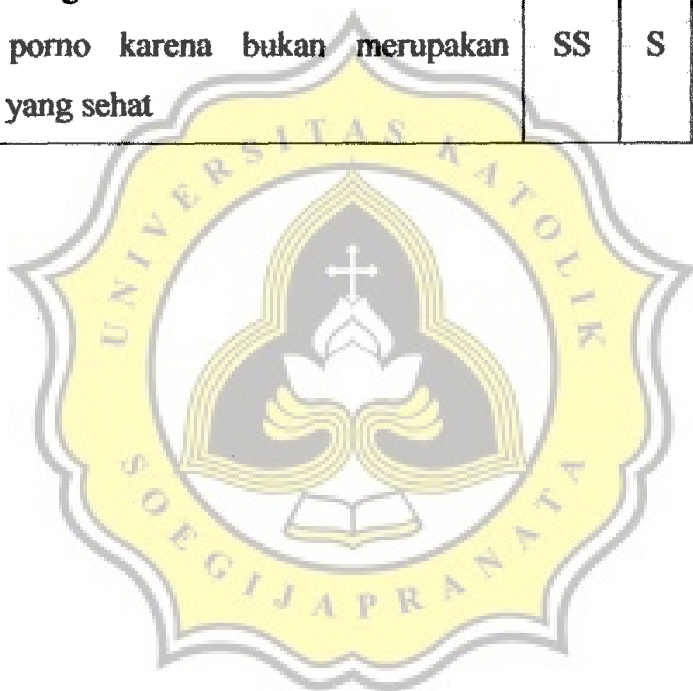 porno karena bukan merupakan SS S
yang sehat
UNIVERSITAS KATOLIK
SOEGIJAPRANATA